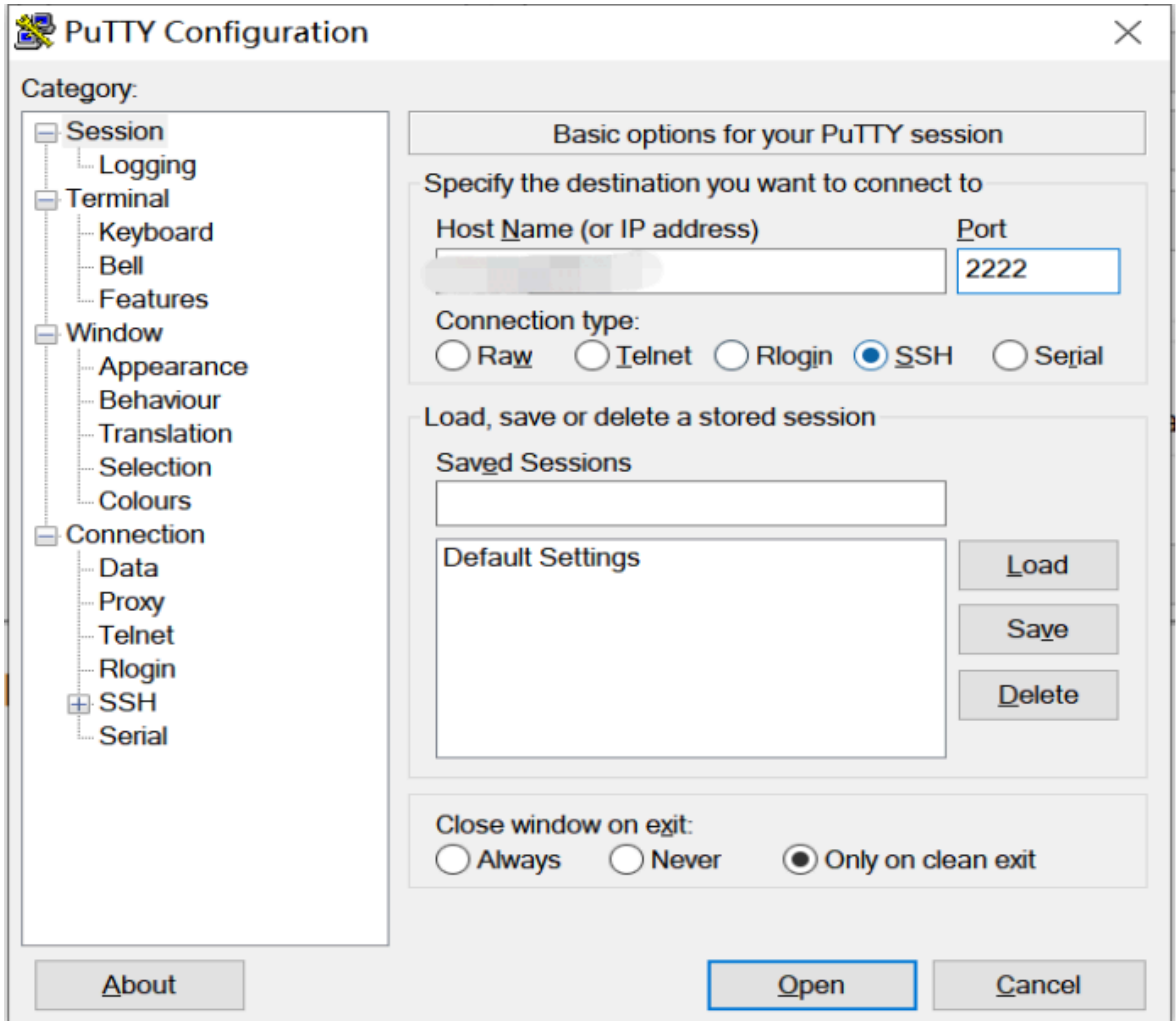 PuTTY Configuration
Category:
Session
Logging
Terminal
Keyboard
Bell
Features
Window
Appearance
Behaviour
Translation
Selection
Colours
Connection
Data
Proxy
Telnet
Rlogin
SSH
Serial
Basic options for your PuTTY session
Specify the destination you want to connect to
Host Name (or IP address) Port
2222
Connection type:
Raw Telnet Rlogin SSH Serial
Load, save or delete a stored session
Saved Sessions
Default Settings
Load
Save
Delete
Close window on exit:
Always Never Only on clean exit
About Open Cancel